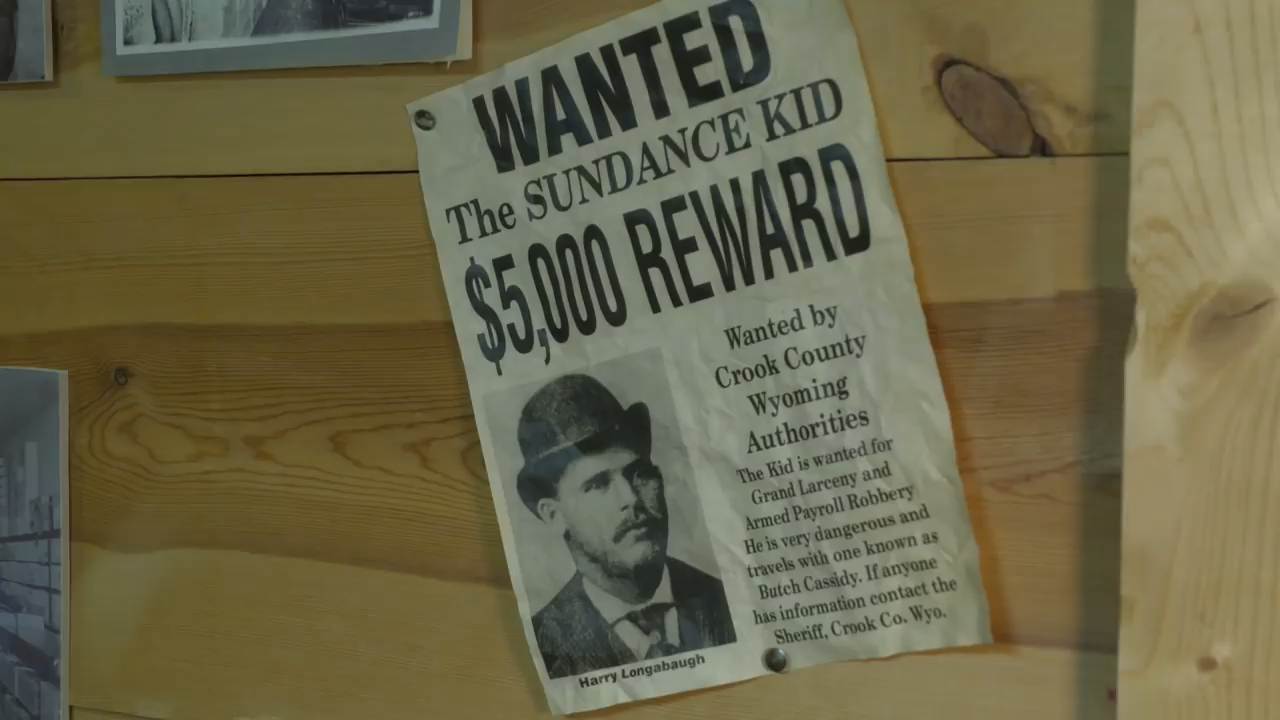 WANTED
The SUNDANCE KID
$5,000 REWARD
Wanted by
Crook County
Wyoming
Authorities
The Kid is wanted for
Grand Larceny and
Armed Payroll Robbery
He is very dangerous and
travels with one known as
Butch Cassidy. If anyone
has information contact the
Sheriff, Crook Co. Wyo.
Harry Longabaugh